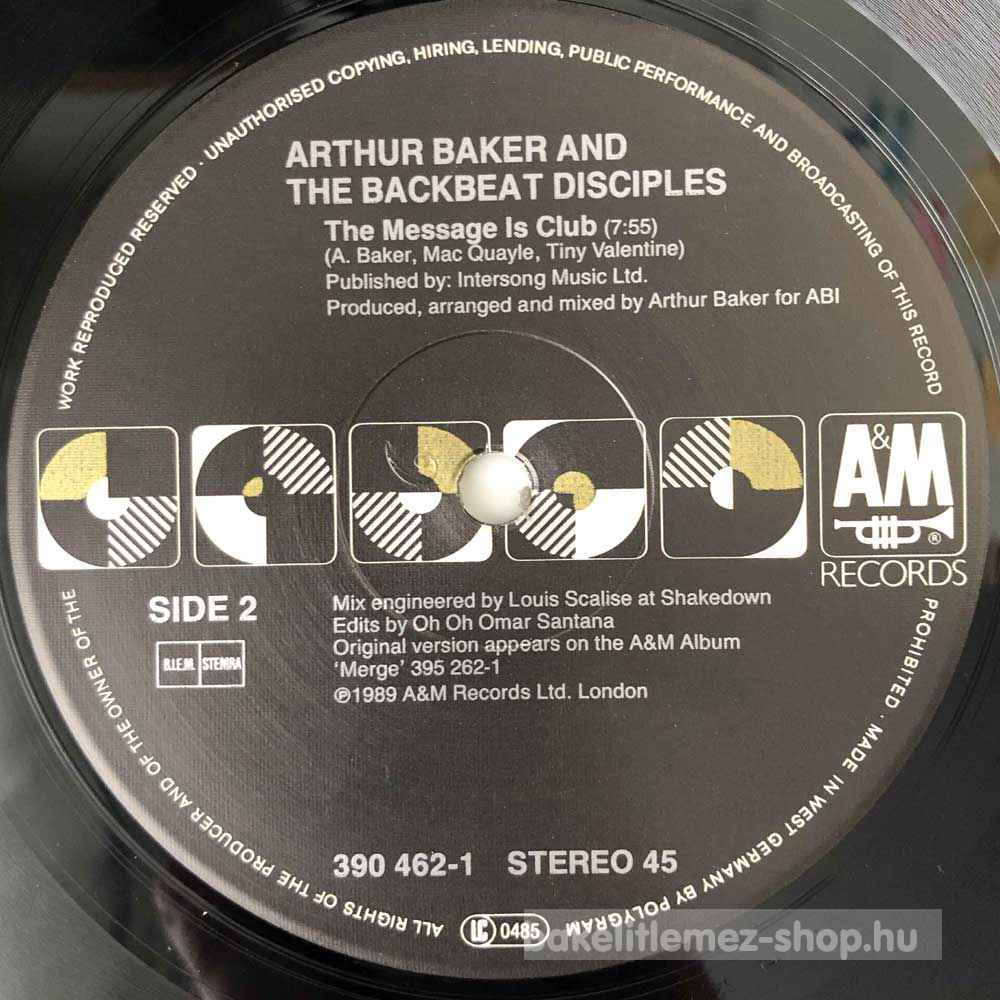 WORK REPRODUCED RESERVED · UNAUTHORISED COPYING, HIRING, LENDING, PUBLIC PERFORMANCE AND BROADCASTING OF THIS RECORD
ARTHUR BAKER AND
THE BACKBEAT DISCIPLES
The Message Is Club (7:55)
(A. Baker, Mac Quayle, Tiny Valentine)
Published by: Intersong Music Ltd.
Produced, arranged and mixed by Arthur Baker for ABI
A&M
®
RECORDS
SIDE 2
B.I.E.M. STEMRA
Mix engineered by Louis Scalise at Shakedown
Edits by Oh Oh Omar Santana
Original version appears on the A&M Album
'Merge' 395 262-1
℗1989 A&M Records Ltd. London
390 462-1 STEREO 45
PROHIBITED · MADE IN WEST GERMANY BY POLYGRAM
LC 0485
ALL RIGHTS OF THE PRODUCER AND OF THE OWNER OF THE
bakelitlemez-shop.hu